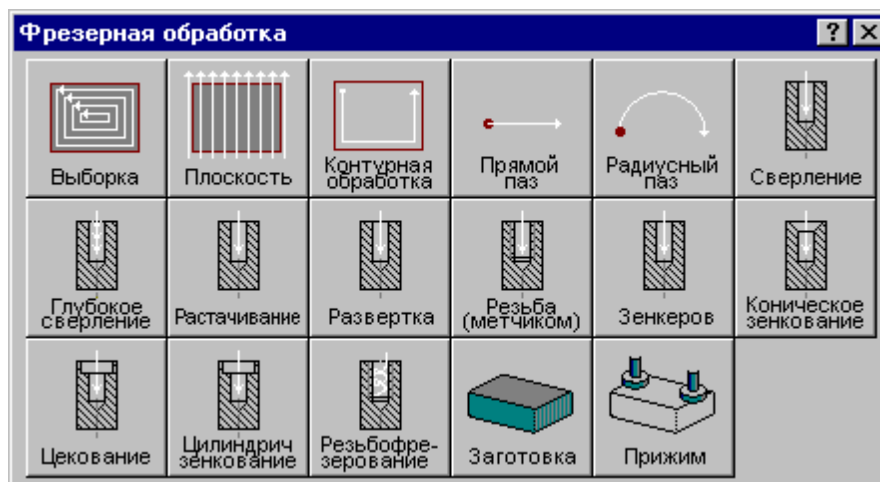 Фрезерная обработка
Выборка
Плоскость
Контурная
обработка
Прямой
паз
Радиусный
паз
Сверление
Глубокое
сверление
Растачивание
Развертка
Резьба
(метчиком)
Зенкеров
Коническое
зенкование
Цекование
Цилиндрич
зенкование
Резьбофре-
зерование
Заготовка
Прижим